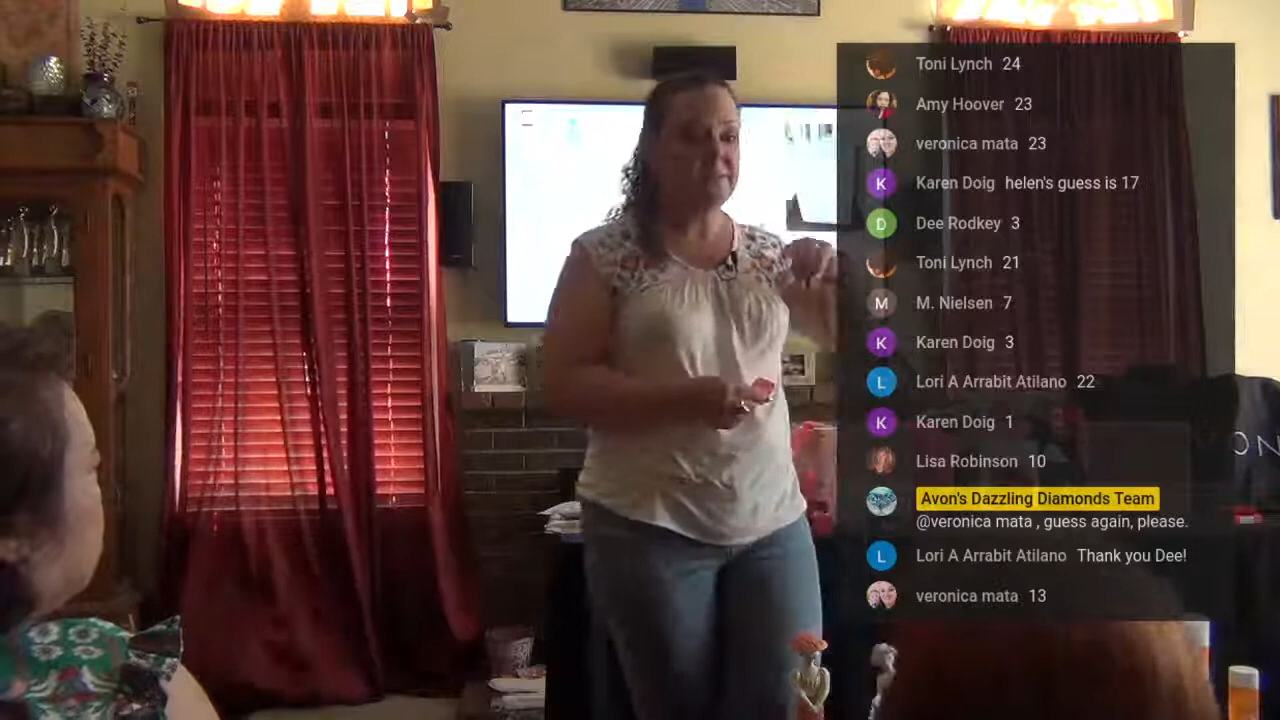 Toni Lynch 24
Amy Hoover 23
veronica mata 23
K Karen Doig helen's guess is 17
D Dee Rodkey 3
Toni Lynch 21
M M. Nielsen 7
K Karen Doig 3
L Lori A Arrabit Atilano 22
K Karen Doig 1
Lisa Robinson 10
Avon's Dazzling Diamonds Team
@veronica mata , guess again, please.
L Lori A Arrabit Atilano Thank you Dee!
veronica mata 13